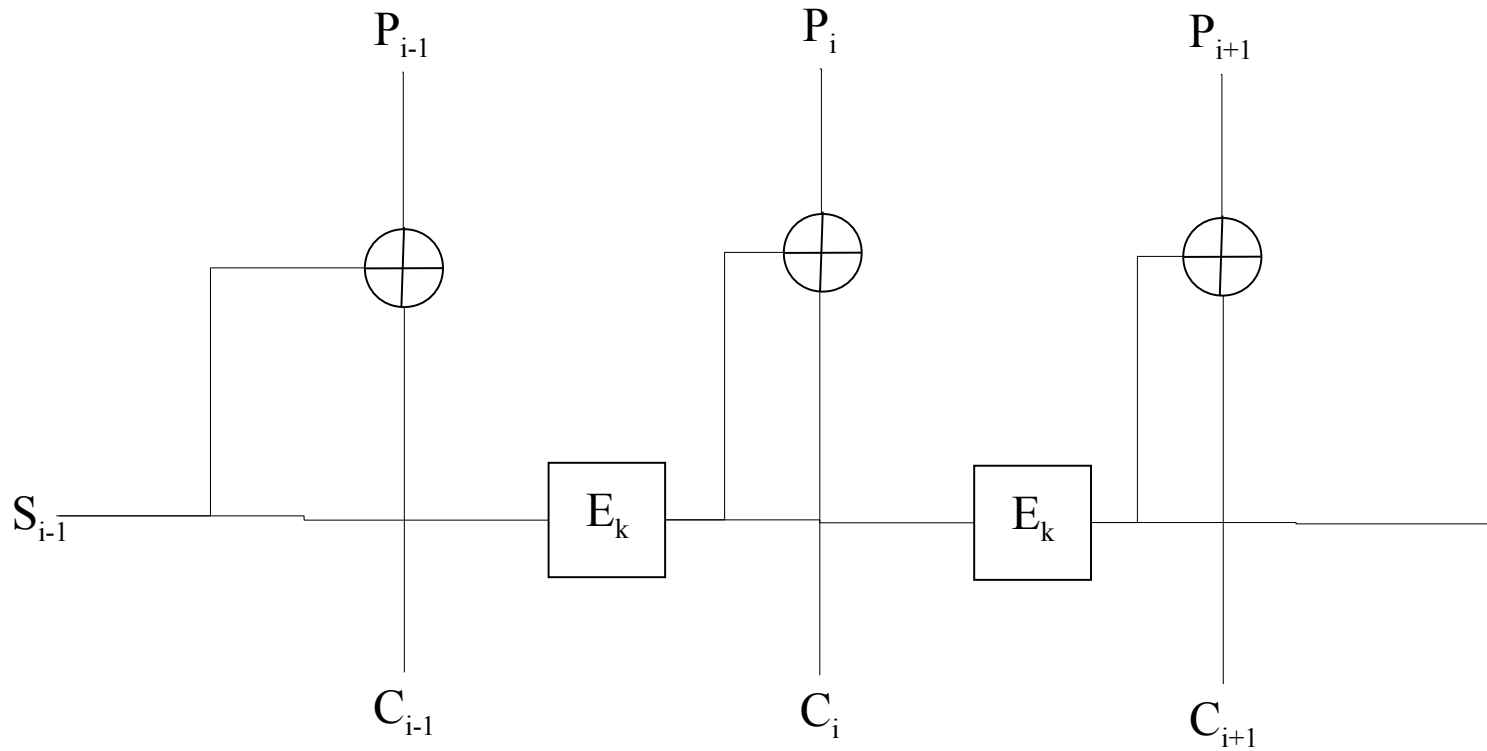 P_{i-1} P_i P_{i+1}
S_{i-1} E_k E_k
C_{i-1} C_i C_{i+1}